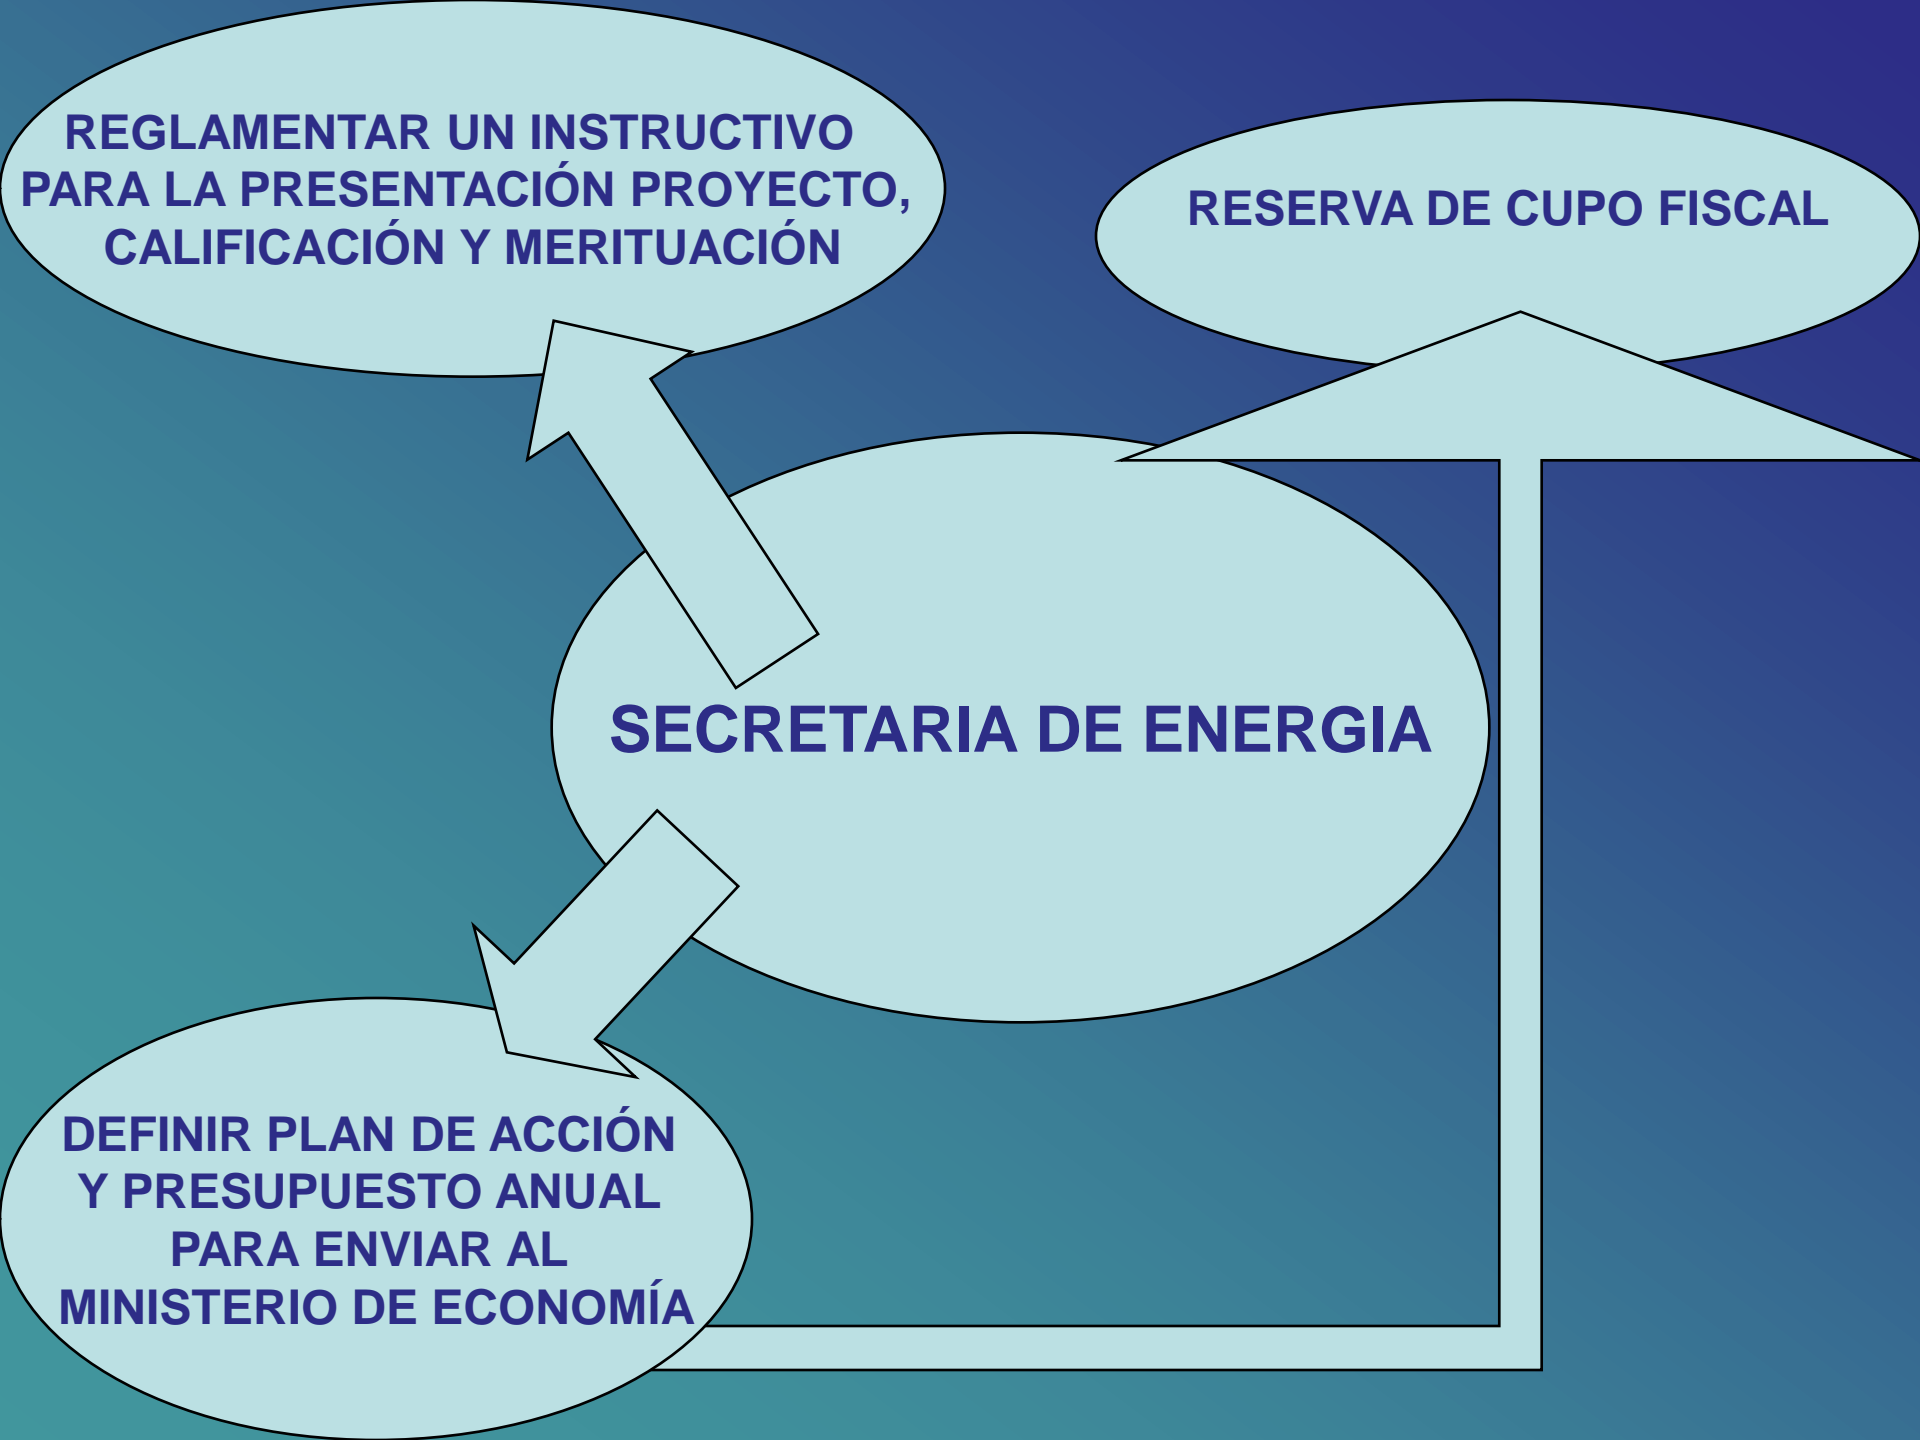 REGLAMENTAR UN INSTRUCTIVO
PARA LA PRESENTACIÓN PROYECTO,
CALIFICACIÓN Y MERITUACIÓN
RESERVA DE CUPO FISCAL
SECRETARIA DE ENERGIA
DEFINIR PLAN DE ACCIÓN
Y PRESUPUESTO ANUAL
PARA ENVIAR AL
MINISTERIO DE ECONOMÍA